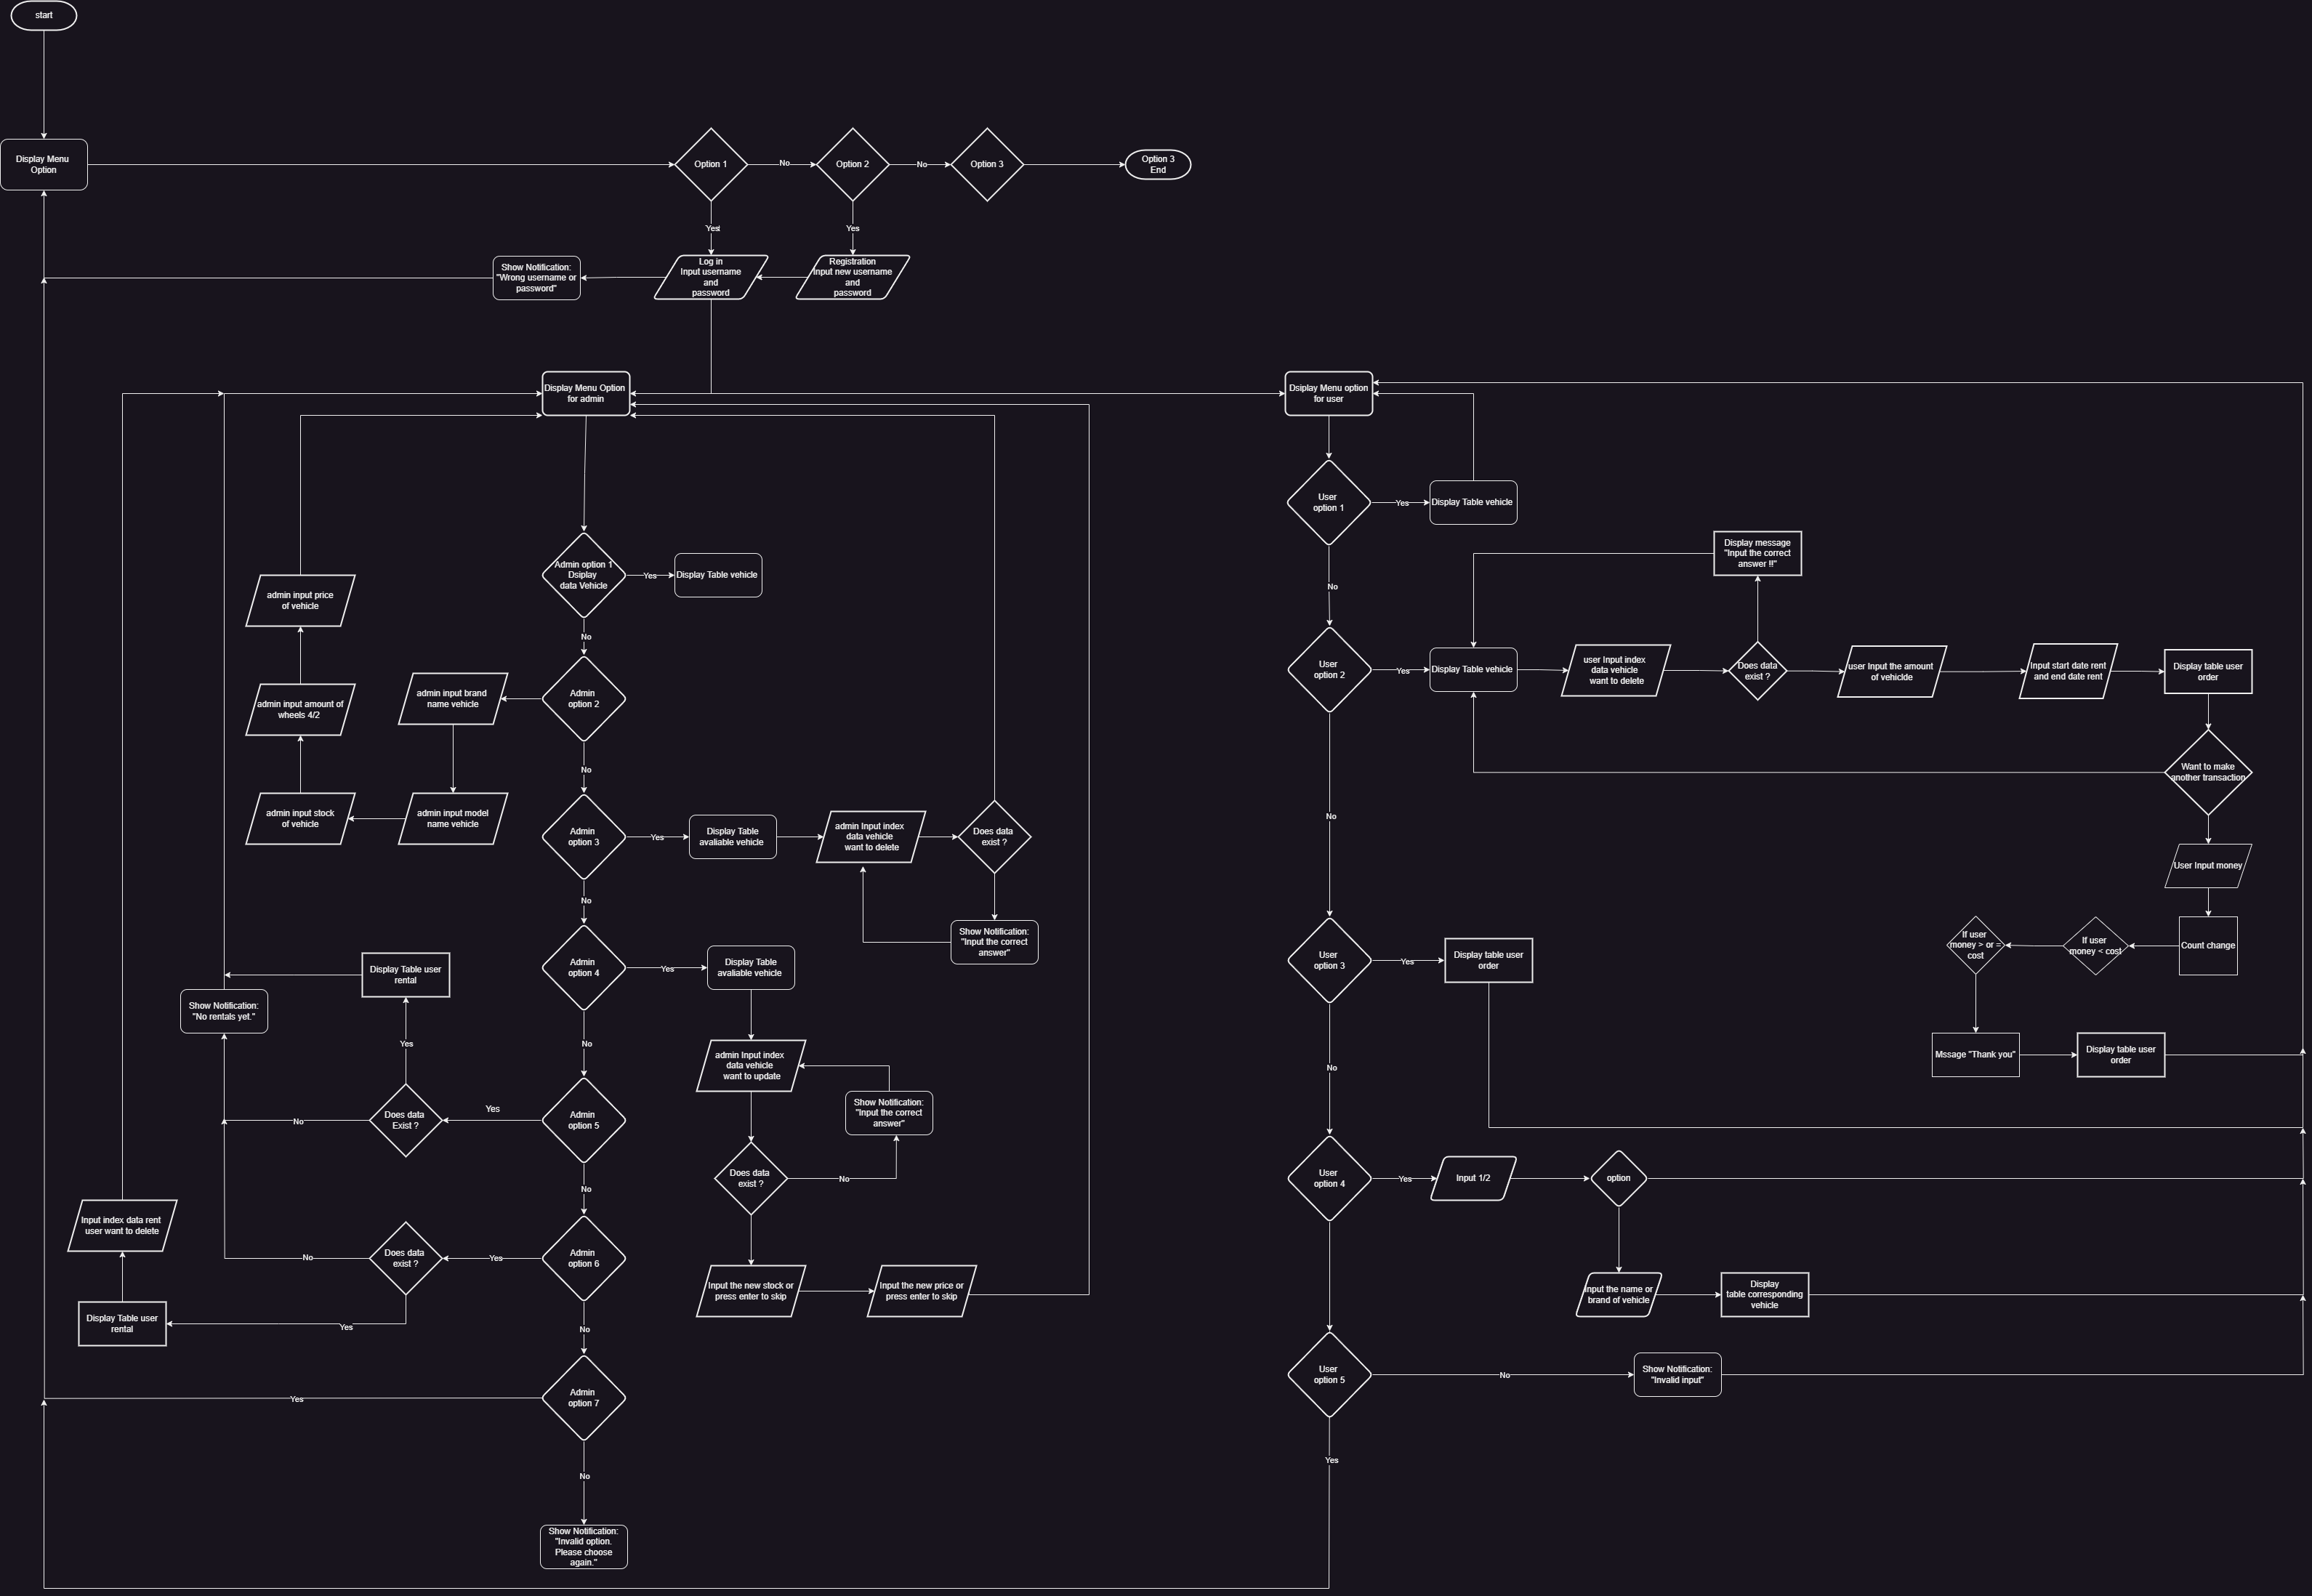 start
Display Menu
Option
Option 1
No
Option 2
No
Option 3
Option 3
End
Yes
Yes
Show Notification:
"Wrong username or
password"
Log in
Input username
and
password
Registration
Input new username
and
password
Display Menu Option
for admin
Dsiplay Menu option
for user
User
option 1
Yes
Display Table vehicle
No
Admin option 1
Dsiplay
data Vehicle
Yes
Display Table vehicle
No
admin input price
of vehicle
admin input brand
name vehicle
Admin
option 2
admin input amount of
wheels 4/2
No
admin input stock
of vehicle
admin input model
name vehicle
Admin
option 3
Yes
Display Table
avaliable vehicle
admin Input index
data vehicle
want to delete
Does data
exist ?
No
Show Notification:
"Input the correct
answer"
Admin
option 4
Yes
Display Table
avaliable vehicle
Display Table user
rental
Show Notification:
"No rentals yet."
Yes
No
admin Input index
data vehicle
want to update
Show Notification:
"Input the correct
answer"
No
Does data
Exist ?
Yes
Admin
option 5
Does data
exist ?
No
No
Input index data rent
user want to delete
No
Does data
exist ?
Yes
Admin
option 6
Input the new stock or
press enter to skip
Input the new price or
press enter to skip
Display Table user
rental
Yes
No
Yes
Admin
option 7
No
Show Notification:
"Invalid option.
Please choose
again."
Display message
"Input the correct
answer !!"
User
option 2
Yes
Display Table vehicle
user Input index
data vehicle
want to delete
Does data
exist ?
user Input the amount
of vehiclde
Input start date rent
and end date rent
Display table user
order
Want to make
another transaction
No
User Input money
If user
money > or =
cost
If user
money < cost
Count change
User
option 3
Yes
Display table user
order
Mssage "Thank you"
Display table user
order
No
User
option 4
Yes
Input 1/2
option
Input the name or
brand of vehicle
Display
table corresponding
vehicle
User
option 5
No
Show Notification:
"Invalid input"
Yes